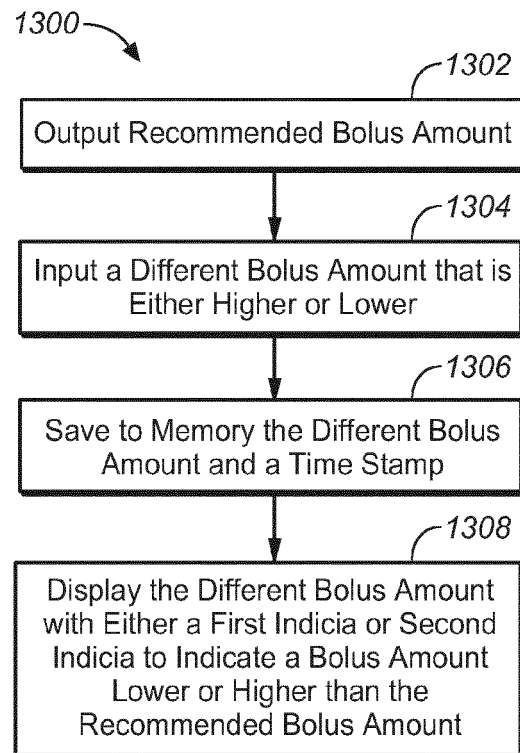 1300
1302
Output Recommended Bolus Amount
1304
Input a Different Bolus Amount that is
Either Higher or Lower
1306
Save to Memory the Different Bolus
Amount and a Time Stamp
1308
Display the Different Bolus Amount
with Either a First Indicia or Second
Indicia to Indicate a Bolus Amount
Lower or Higher than the
Recommended Bolus Amount